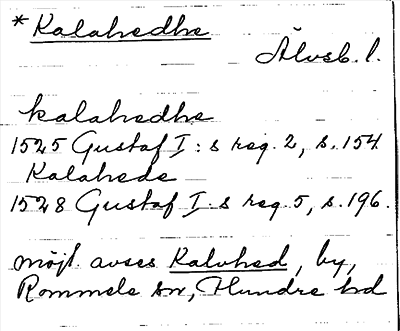 *Kalahedhe
Älvsb. l.
kalahedhe
1525 Gustaf I:s reg. 2, s. 154
Kalahede
1528 Gustaf I:s reg. 5, s. 196.
möjl. avses Kalvhed, by,
Rommele sn, Flundre hd